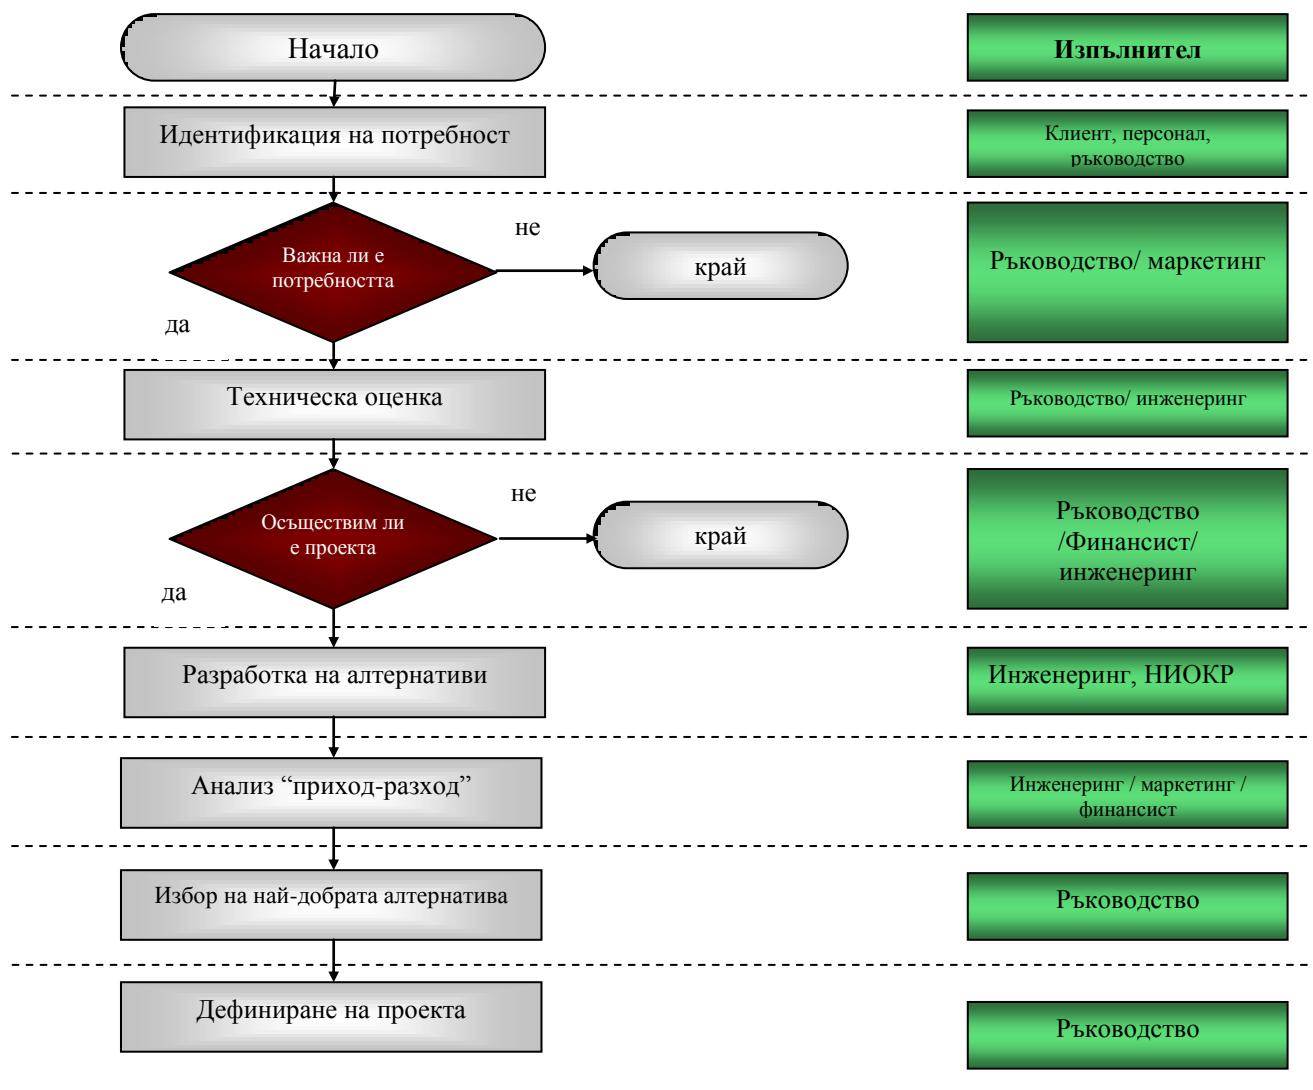 Начало
Изпълнител
Идентификация на потребност
Клиент, персонал,
ръководство
Важна ли е
потребността
не
край
Ръководство/ маркетинг
да
Техническа оценка
Ръководство/ инженеринг
Осъществим ли
е проекта
не
край
Ръководство
/Финансист/
инженеринг
да
Разработка на алтернативи
Инженеринг, НИОКР
Анализ “приход-разход”
Инженеринг / маркетинг /
финансист
Избор на най-добрата алтернатива
Ръководство
Дефиниране на проекта
Ръководство